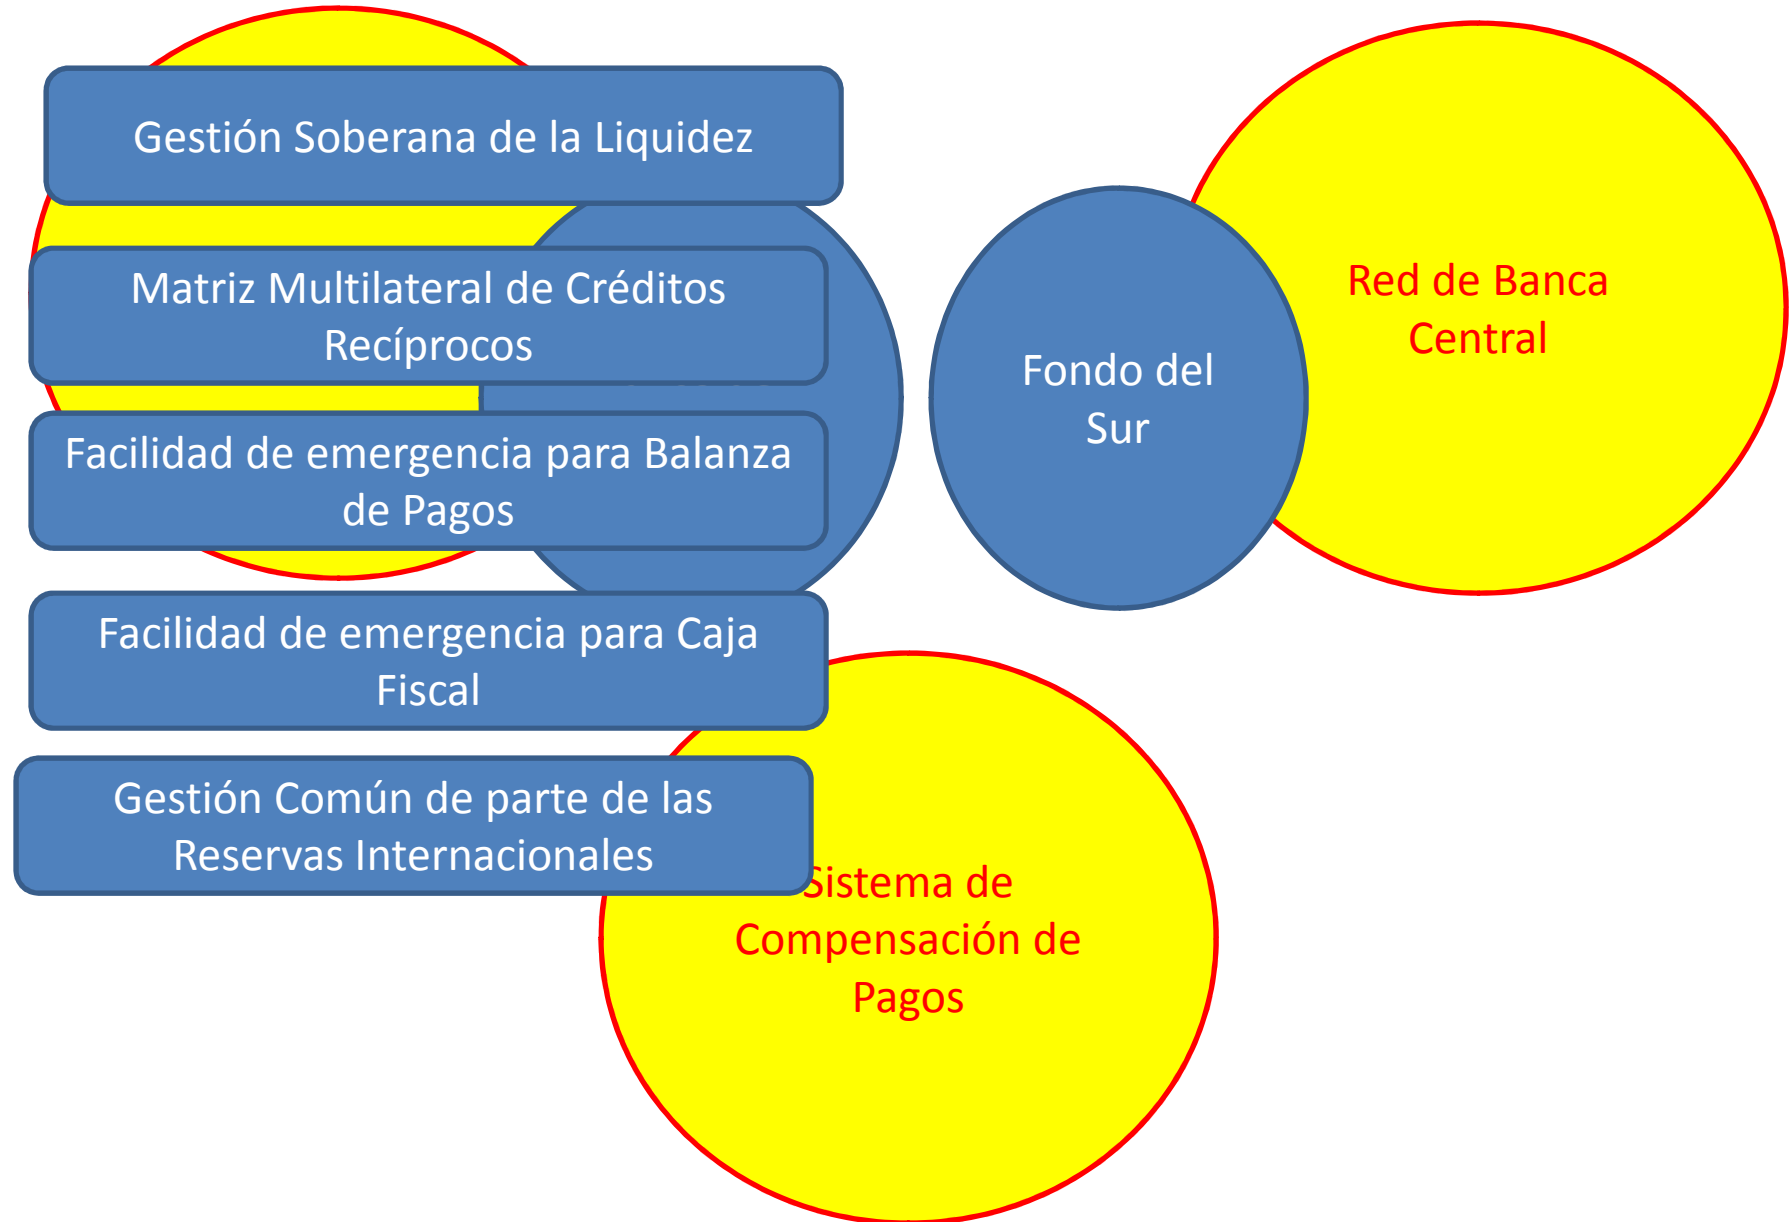 Gestión Soberana de la Liquidez
Matriz Multilateral de Créditos
Recíprocos
Facilidad de emergencia para Balanza
de Pagos
Facilidad de emergencia para Caja
Fiscal
Gestión Común de parte de las
Reservas Internacionales
Fondo del
Sur
Red de Banca
Central
Sistema de
Compensación de
Pagos